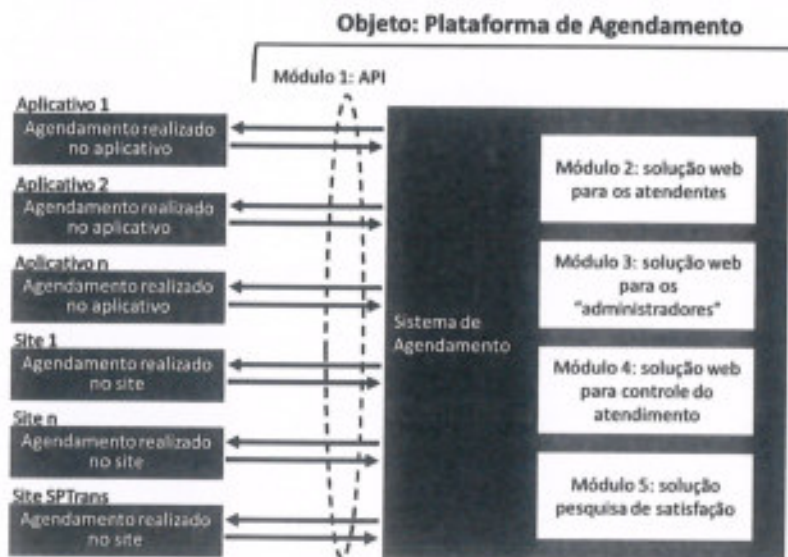 Objeto: Plataforma de Agendamento
Módulo 1: API
Aplicativo 1
Agendamento realizado
no aplicativo
Aplicativo 2
Agendamento realizado
no aplicativo
Aplicativo n
Agendamento realizado
no aplicativo
Site 1
Agendamento realizado
no site
Site n
Agendamento realizado
no site
Site SPTrans
Agendamento realizado
no site
Sistema de
Agendamento
Módulo 2: solução web
para os atendentes
Módulo 3: solução web
para os
"administradores"
Módulo 4: solução web
para controle do
atendimento
Módulo 5: solução
pesquisa de satisfação